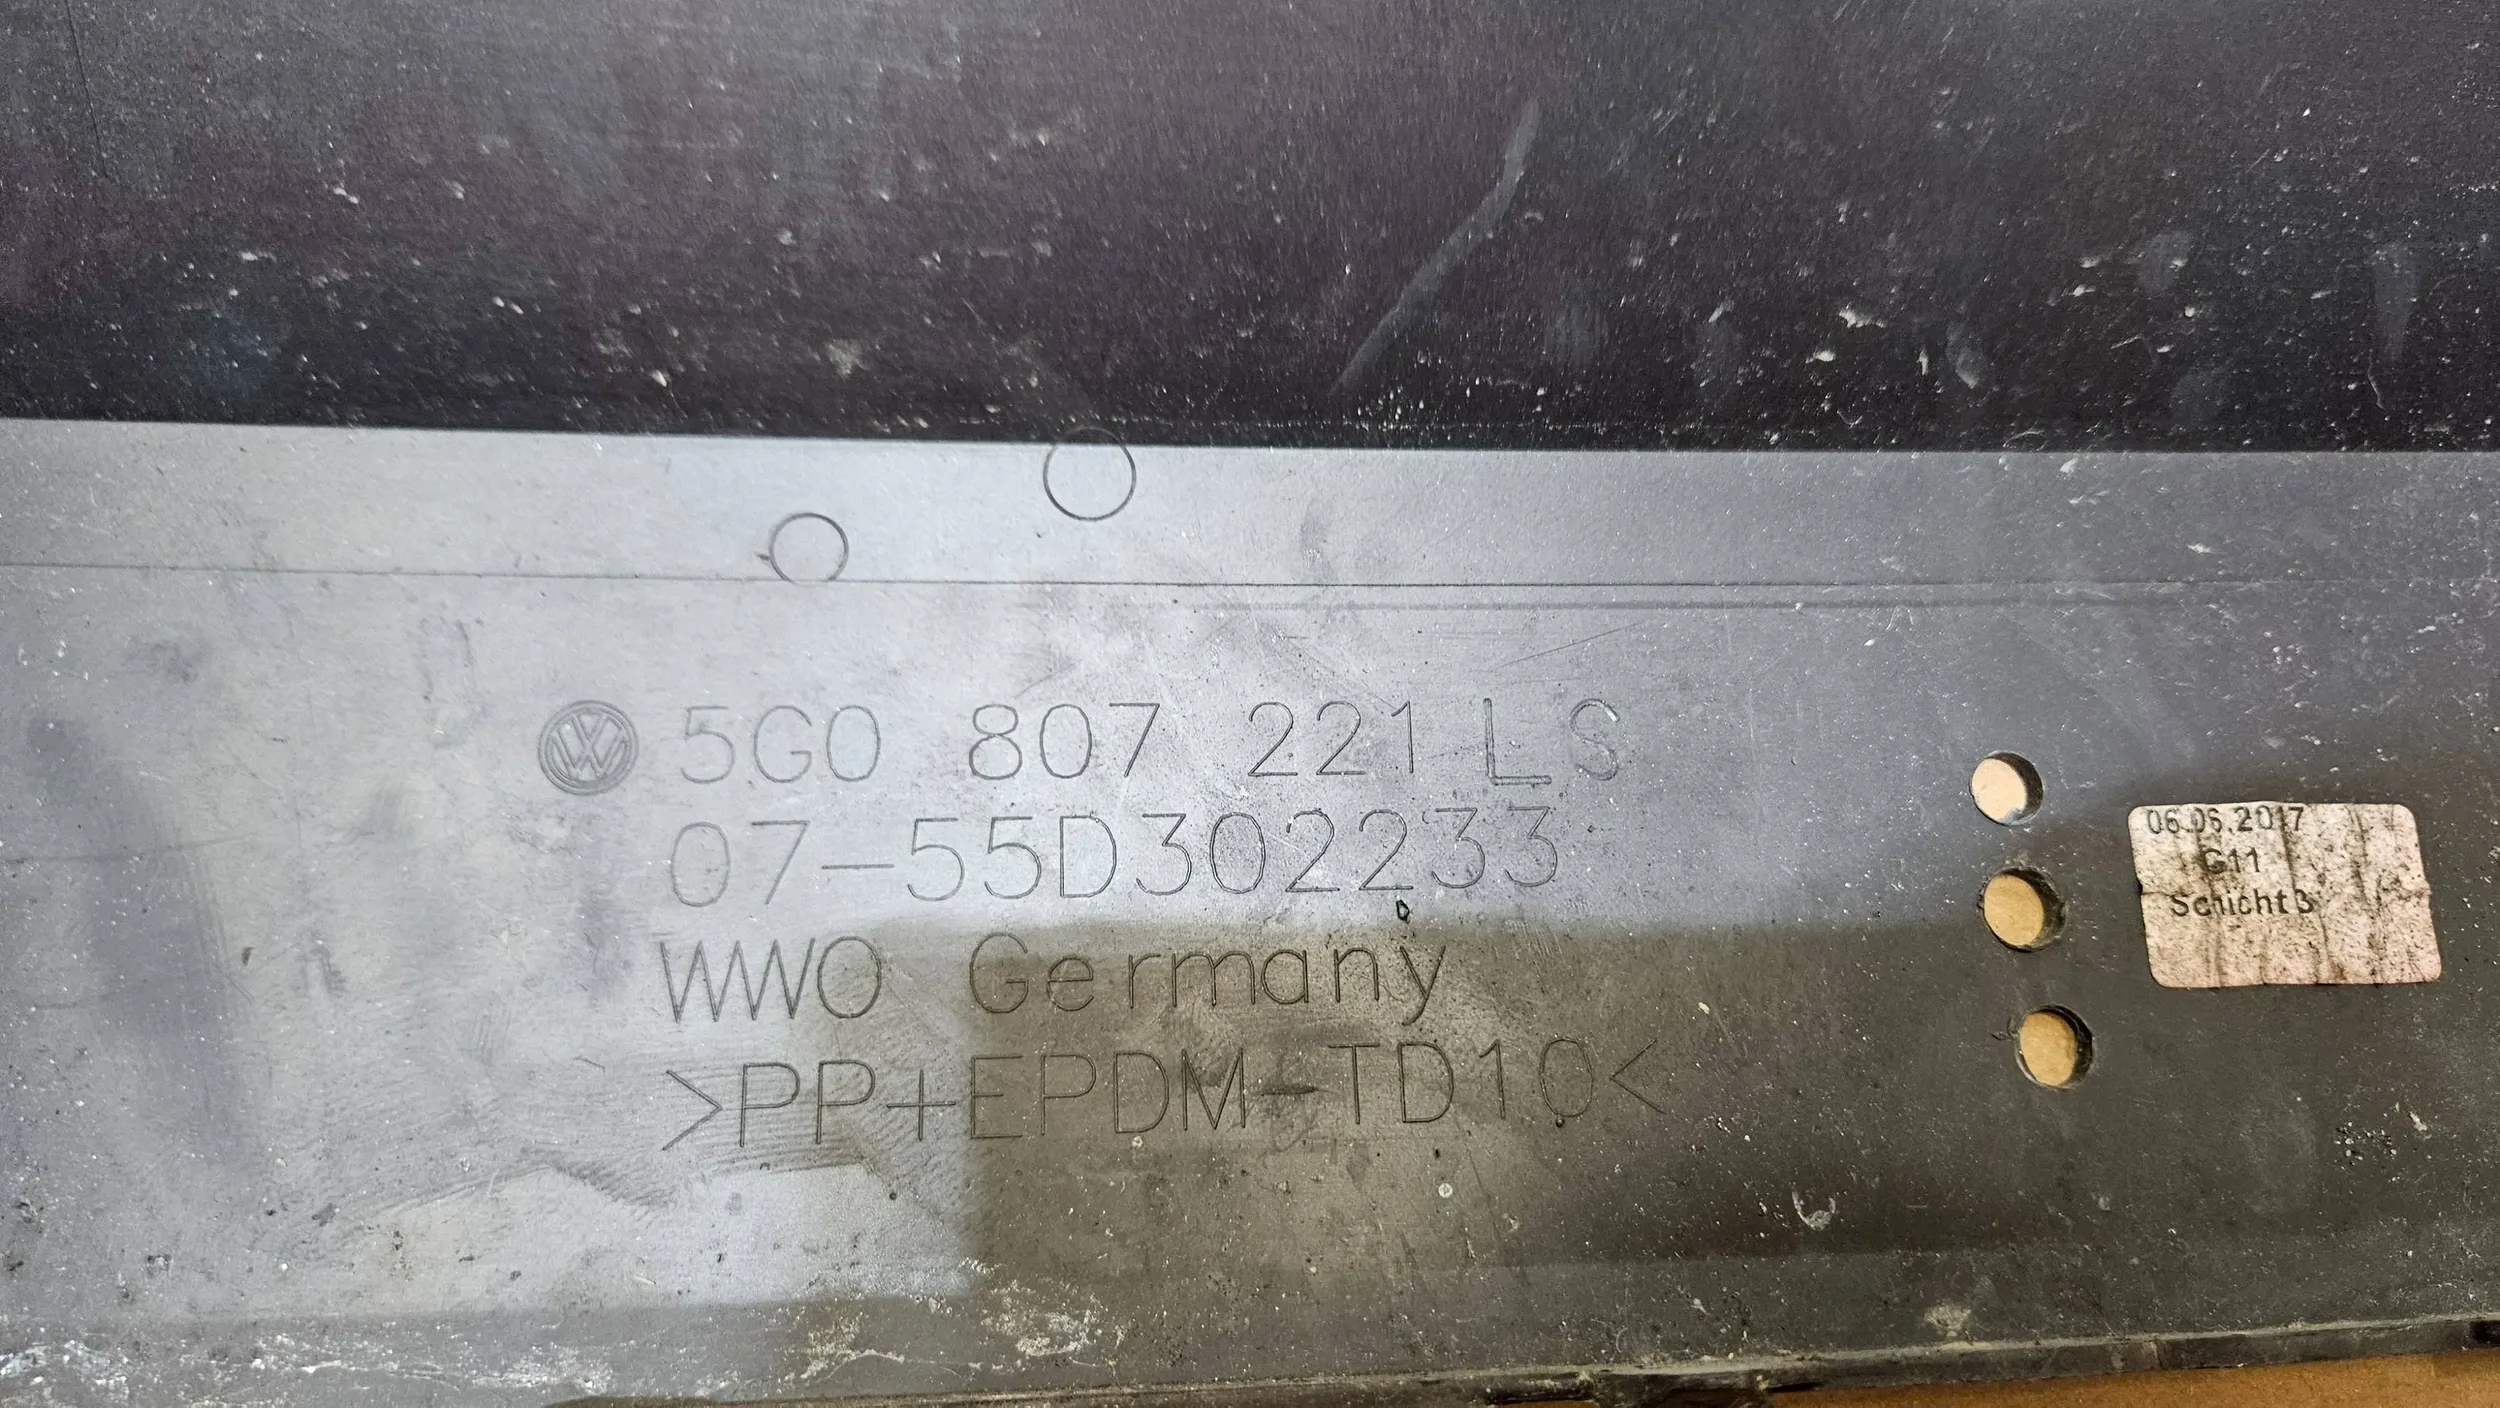 5G0 807 221 LS
07-55D302233
WWO Germany
>PP+EPDM-TD10<
06.06.2017
G11
Schicht 3